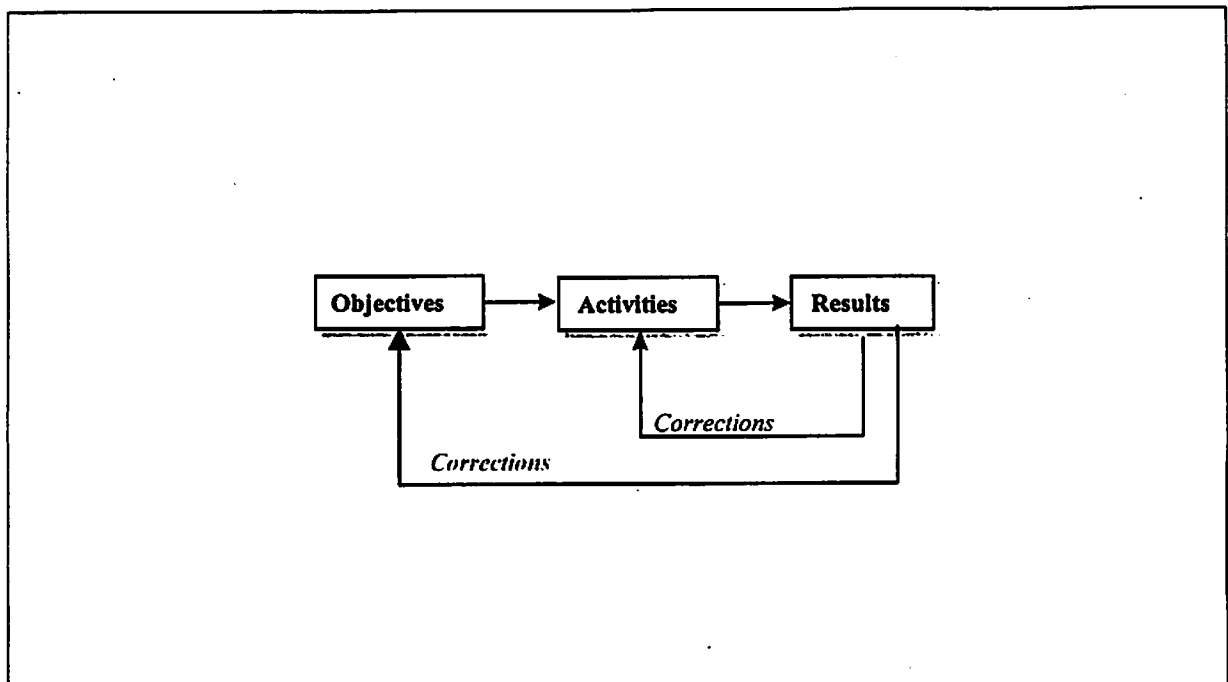 Objectives
Activities
Results
Corrections
Corrections